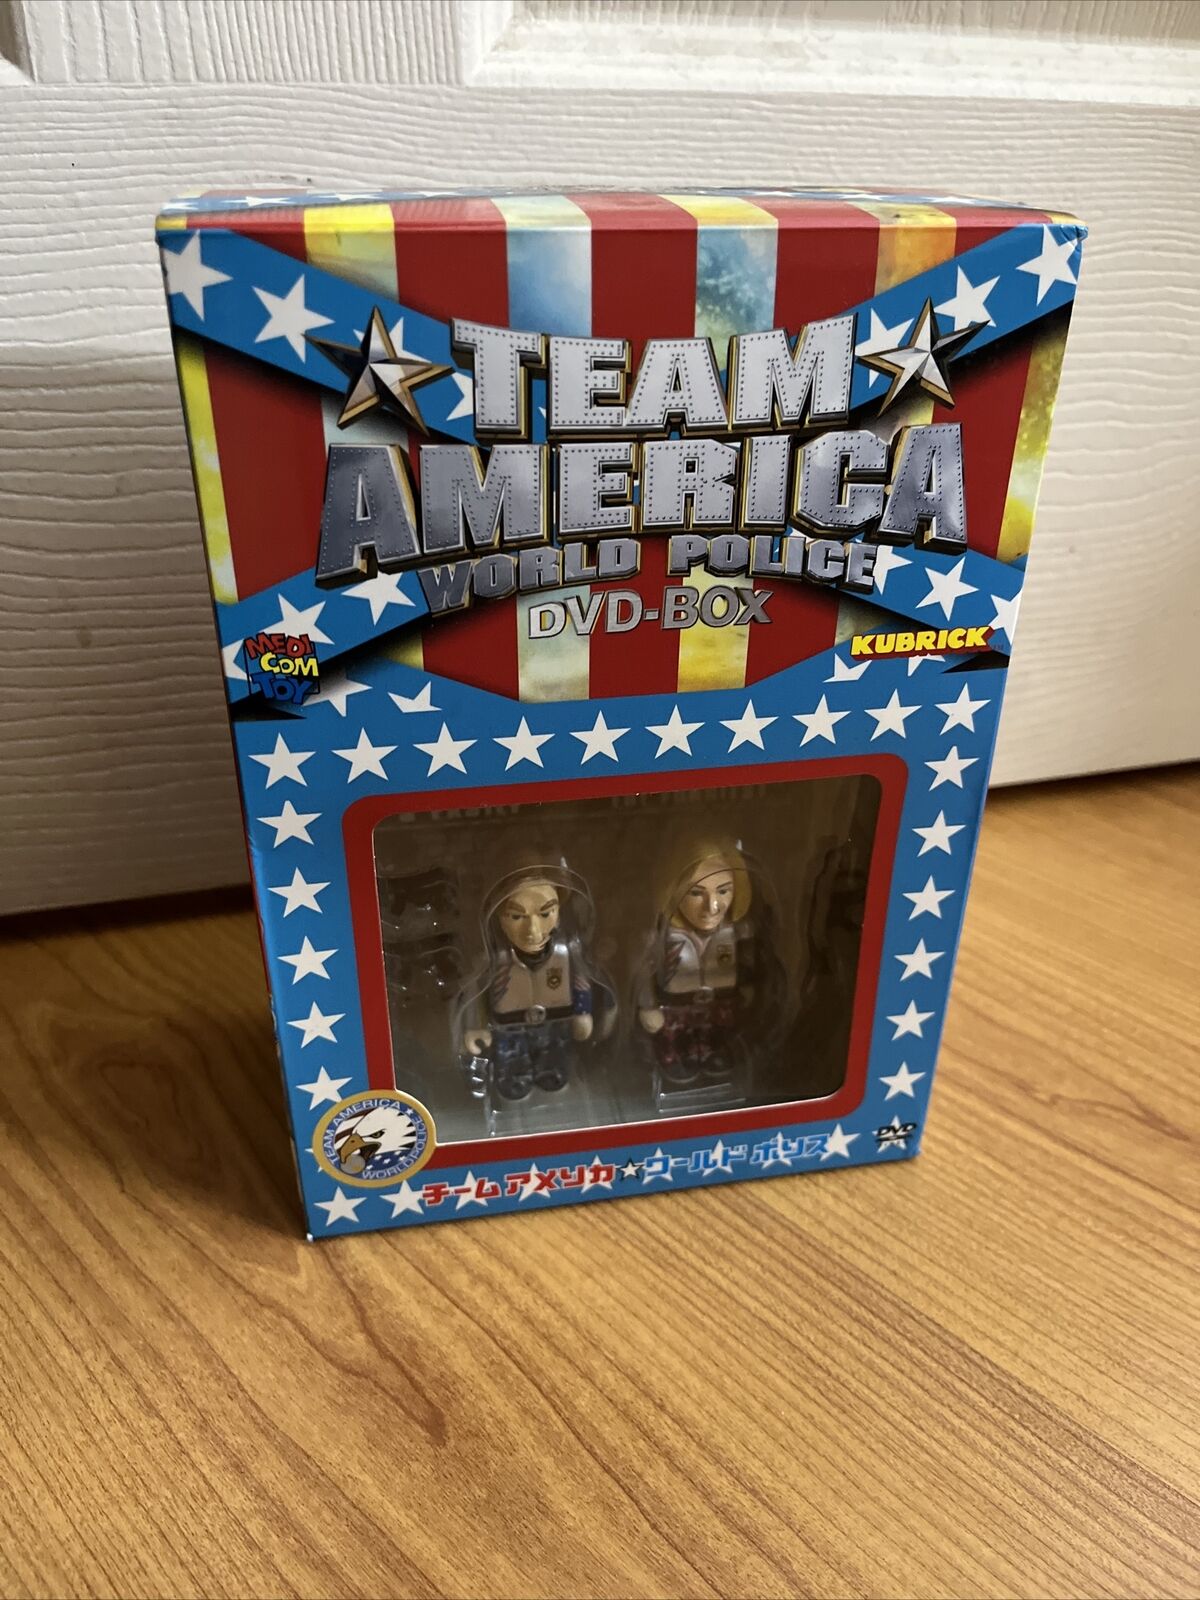 TEAM
AMERICA
WORLD POLICE
DVD-BOX
MEDI
COM
TOY
KUBRICK
TEAM AMERICA
WORLD POLICE
チームアメリカ☆ワールドポリス
DVD